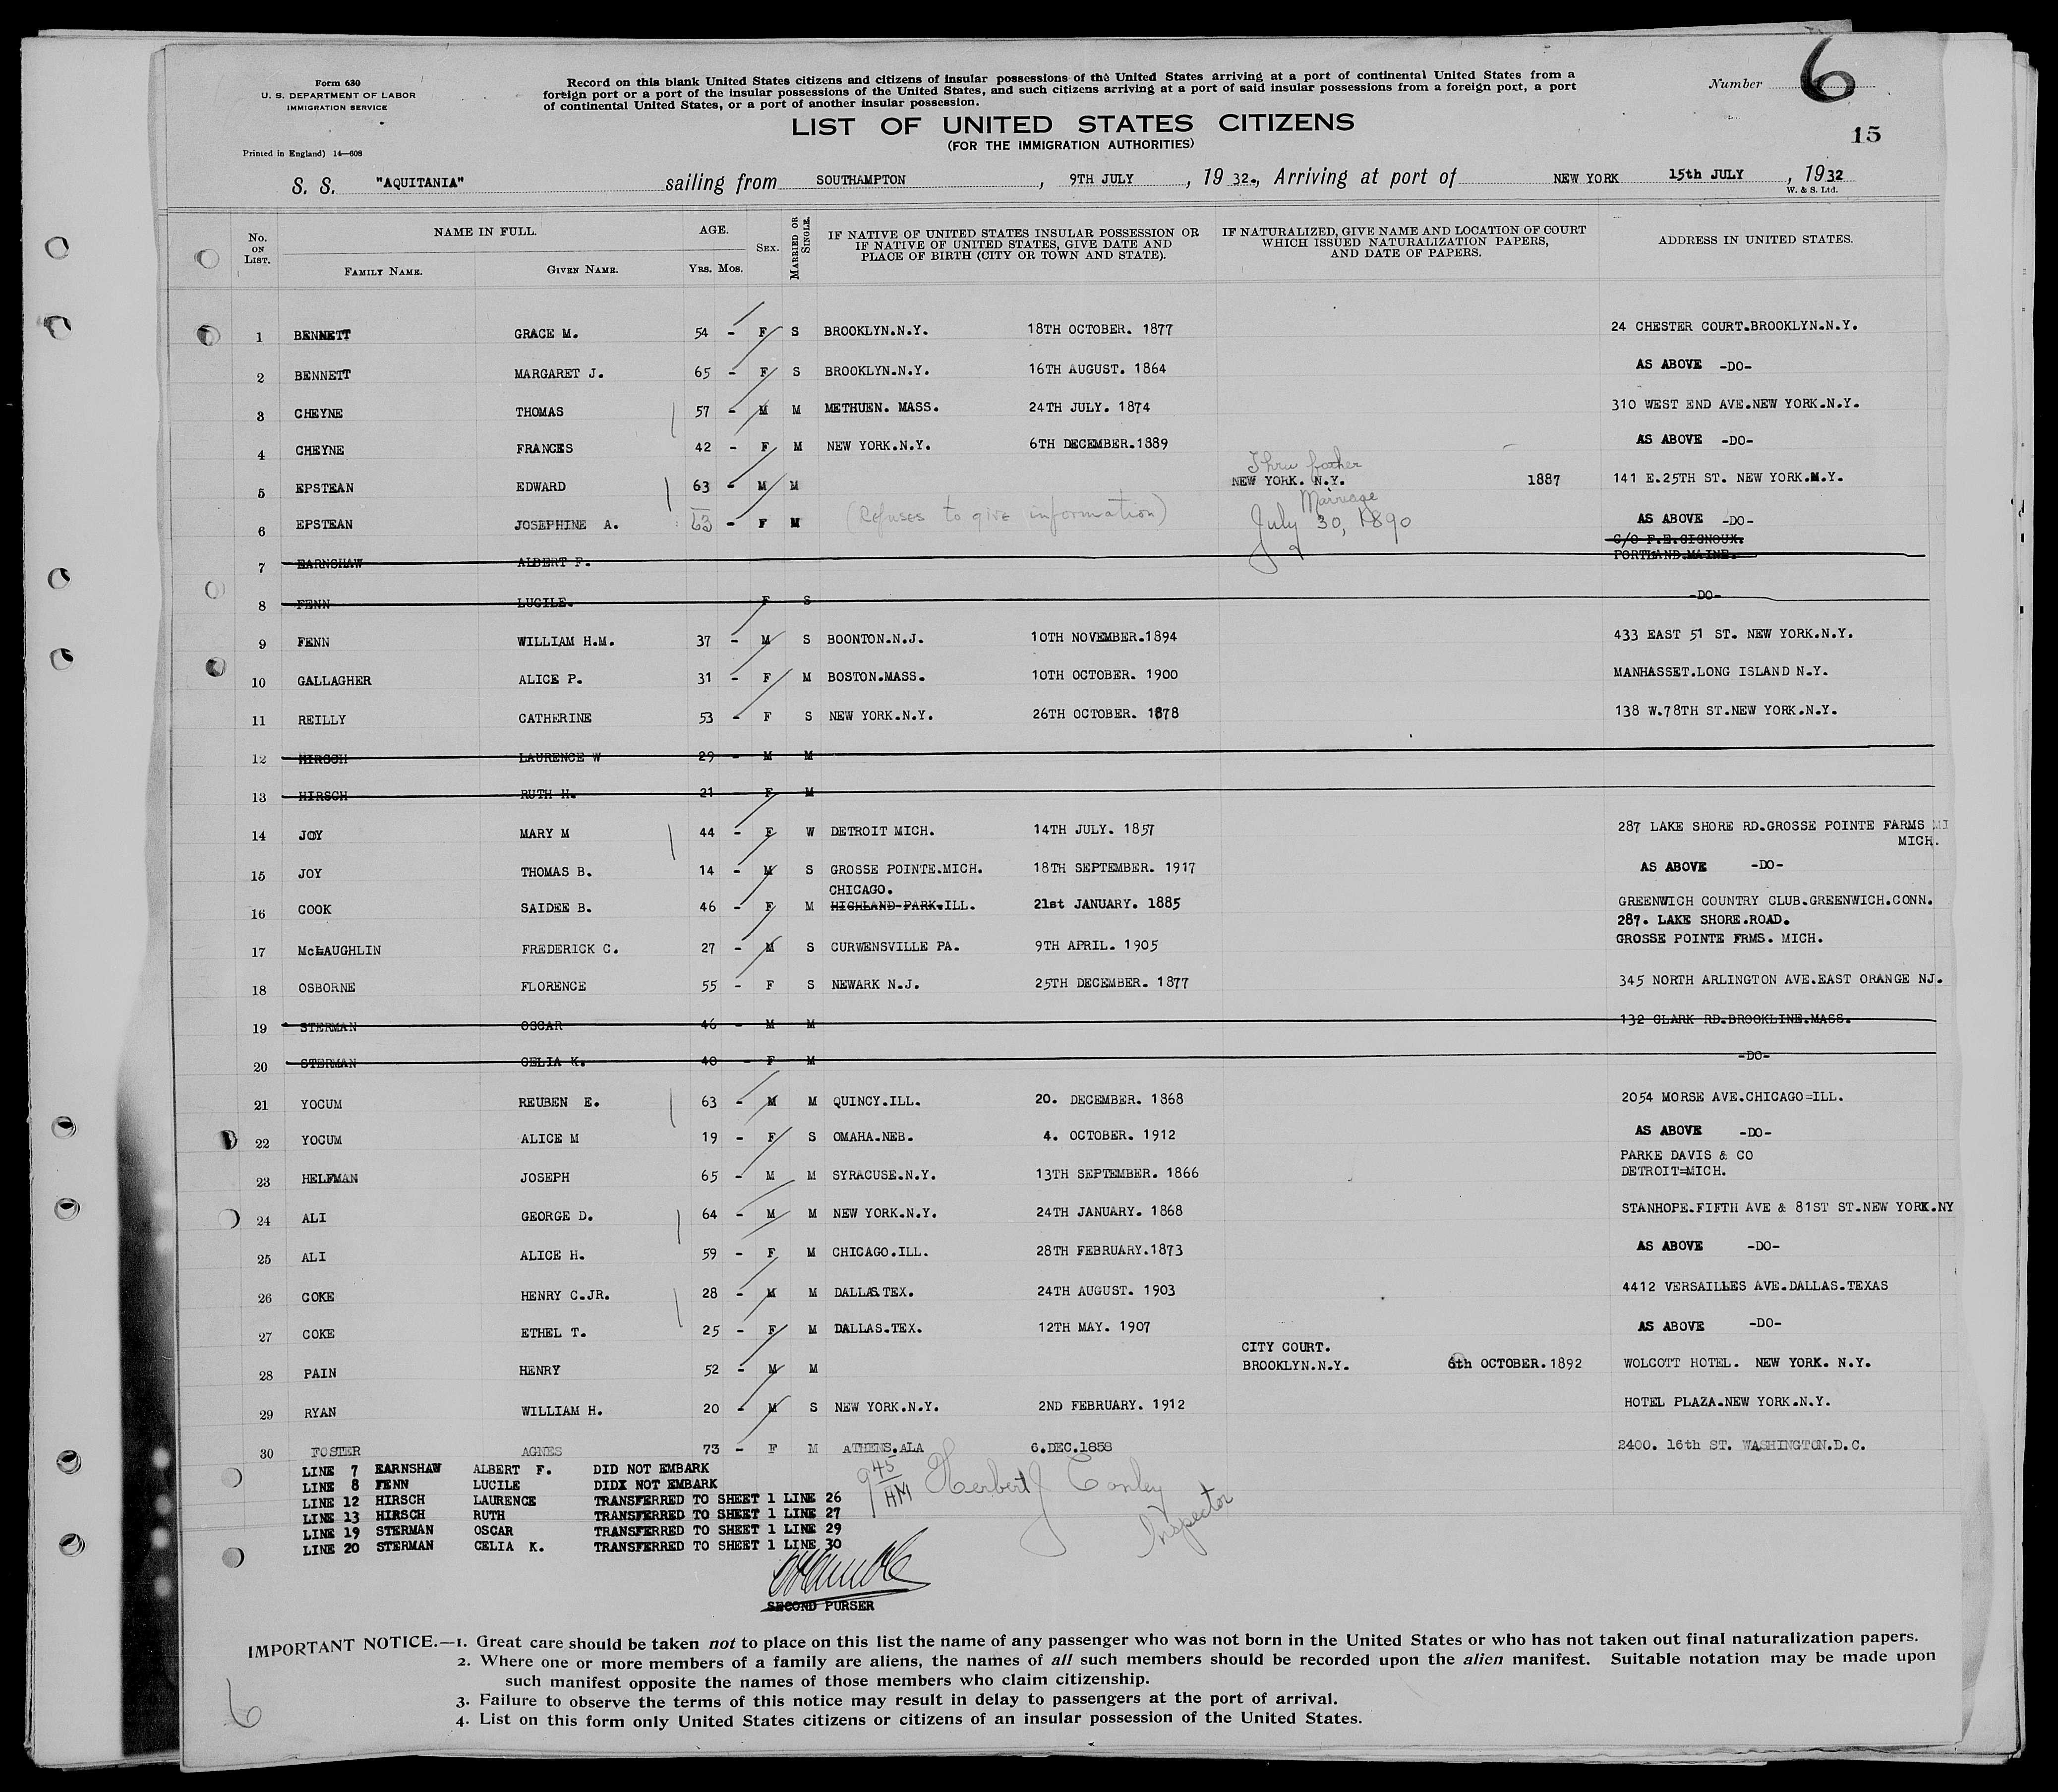 Form 630
U. S. DEPARTMENT OF LABOR
IMMIGRATION SERVICE
Printed in England) 14—608
Record on this blank United States citizens and citizens of insular possessions of the United States arriving at a port of continental United States from a
foreign port or a port of the insular possessions of the United States, and such citizens arriving at a port of said insular possessions from a foreign port, a port
of continental United States, or a port of another insular possession.
Number 6
LIST OF UNITED STATES CITIZENS
(FOR THE IMMIGRATION AUTHORITIES)
15
S. S. "AQUITANIA" sailing from SOUTHAMPTON, 9TH JULY, 19 32., Arriving at port of NEW YORK 15th JULY, 1932
W. & S. Ltd.
No. ON LIST. NAME IN FULL. FAMILY NAME. GIVEN NAME. AGE. YRS. MOS. SEX. MARRIED OR SINGLE. IF NATIVE OF UNITED STATES INSULAR POSSESSION OR IF NATIVE OF UNITED STATES, GIVE DATE AND PLACE OF BIRTH (CITY OR TOWN AND STATE). IF NATURALIZED, GIVE NAME AND LOCATION OF COURT WHICH ISSUED NATURALIZATION PAPERS, AND DATE OF PAPERS. ADDRESS IN UNITED STATES.
1 BENNETT GRACE M. 54 - F S BROOKLYN.N.Y. 18TH OCTOBER. 1877 24 CHESTER COURT.BROOKLYN.N.Y.
2 BENNETT MARGARET J. 65 - F S BROOKLYN.N.Y. 16TH AUGUST. 1864 AS ABOVE -DO-
3 CHEYNE THOMAS 57 - M M METHUEN. MASS. 24TH JULY. 1874 310 WEST END AVE.NEW YORK.N.Y.
4 CHEYNE FRANCES 42 - F M NEW YORK.N.Y. 6TH DECEMBER.1889 AS ABOVE -DO-
Thru father
5 EPSTEAN EDWARD 63 - M M NEW YORK. N.Y. 1887 141 E.25TH ST. NEW YORK.N.Y.
Marriage
6 EPSTEAN JOSEPHINE A. 63 - F M (Refuses to give information) July 30, 1890 AS ABOVE -DO-
C/O F.E.GIGNOUX.
7 EARNSHAW ALBERT F. PORTLAND.MAINE.
8 FENN LUCILE. F S -DO-
9 FENN WILLIAM H.M. 37 - M S BOONTON.N.J. 10TH NOVEMBER.1894 433 EAST 51 ST. NEW YORK.N.Y.
10 GALLAGHER ALICE P. 31 - F M BOSTON.MASS. 10TH OCTOBER. 1900 MANHASSET.LONG ISLAND N.Y.
11 REILLY CATHERINE 53 - F S NEW YORK.N.Y. 26TH OCTOBER. 1878 138 W.78TH ST.NEW YORK.N.Y.
12 HIRSCH LAURENCE W 29 - M M
13 HIRSCH RUTH H. 21 F M
14 JOY MARY M 44 - F W DETROIT MICH. 14TH JULY. 1857 287 LAKE SHORE RD.GROSSE POINTE FARMS MI
MICH.
15 JOY THOMAS B. 14 - M S GROSSE POINTE.MICH. 18TH SEPTEMBER. 1917 AS ABOVE -DO-
CHICAGO.
16 COOK SAIDEE B. 46 - F M HIGHLAND-PARK.ILL. 21st JANUARY. 1885 GREENWICH COUNTRY CLUB.GREENWICH.CONN.
287. LAKE SHORE.ROAD.
17 McLAUGHLIN FREDERICK C. 27 - M S CURWENSVILLE PA. 9TH APRIL. 1905 GROSSE POINTE FRMS. MICH.
18 OSBORNE FLORENCE 55 - F S NEWARK N.J. 25TH DECEMBER. 1877 345 NORTH ARLINGTON AVE.EAST ORANGE NJ.
19 STERMAN OSCAR 46 - M M 132 CLARK RD.BROOKLINE.MASS.
20 STERMAN CELIA K. 40 - F M -DO-
21 YOCUM REUBEN E. 63 - M M QUINCY.ILL. 20. DECEMBER. 1868 2054 MORSE AVE.CHICAGO=ILL.
22 YOCUM ALICE M 19 - F S OMAHA.NEB. 4. OCTOBER. 1912 AS ABOVE -DO-
PARKE DAVIS & CO
23 HELFMAN JOSEPH 65 - M M SYRACUSE.N.Y. 13TH SEPTEMBER. 1866 DETROIT=MICH.
24 ALI GEORGE D. 64 - M M NEW YORK.N.Y. 24TH JANUARY. 1868 STANHOPE.FIFTH AVE & 81ST ST.NEW YORK.NY
25 ALI ALICE H. 59 - F M CHICAGO.ILL. 28TH FEBRUARY.1873 AS ABOVE -DO-
26 COKE HENRY C.JR. 28 - M M DALLAS.TEX. 24TH AUGUST. 1903 4412 VERSAILLES AVE.DALLAS.TEXAS
27 COKE ETHEL T. 25 - F M DALLAS.TEX. 12TH MAY. 1907 AS ABOVE -DO-
CITY COURT.
28 PAIN HENRY 52 - M M BROOKLYN.N.Y. 6th OCTOBER.1892 WOLCOTT HOTEL. NEW YORK. N.Y.
29 RYAN WILLIAM H. 20 - M S NEW YORK.N.Y. 2ND FEBRUARY. 1912 HOTEL PLAZA.NEW YORK.N.Y.
30 FOSTER AGNES 73 - F M ATHENS.ALA 6.DEC.1858 2400. 16th ST. WASHINGTON.D.C.
LINE 7 EARNSHAW ALBERT F. DID NOT EMBARK
LINE 8 FENN LUCILE DIDX NOT EMBARK
LINE 12 HIRSCH LAURENCE TRANSFERRED TO SHEET 1 LINE 26
LINE 13 HIRSCH RUTH TRANSFERRED TO SHEET 1 LINE 27
LINE 19 STERMAN OSCAR TRANSFERRED TO SHEET 1 LINE 29
LINE 20 STERMAN CELIA K. TRANSFERRED TO SHEET 1 LINE 30
9 45 AM Herbert J Conley
Inspector
SECOND PURSER
IMPORTANT NOTICE.—1. Great care should be taken not to place on this list the name of any passenger who was not born in the United States or who has not taken out final naturalization papers.
2. Where one or more members of a family are aliens, the names of all such members should be recorded upon the alien manifest. Suitable notation may be made upon
such manifest opposite the names of those members who claim citizenship.
3. Failure to observe the terms of this notice may result in delay to passengers at the port of arrival.
4. List on this form only United States citizens or citizens of an insular possession of the United States.
6